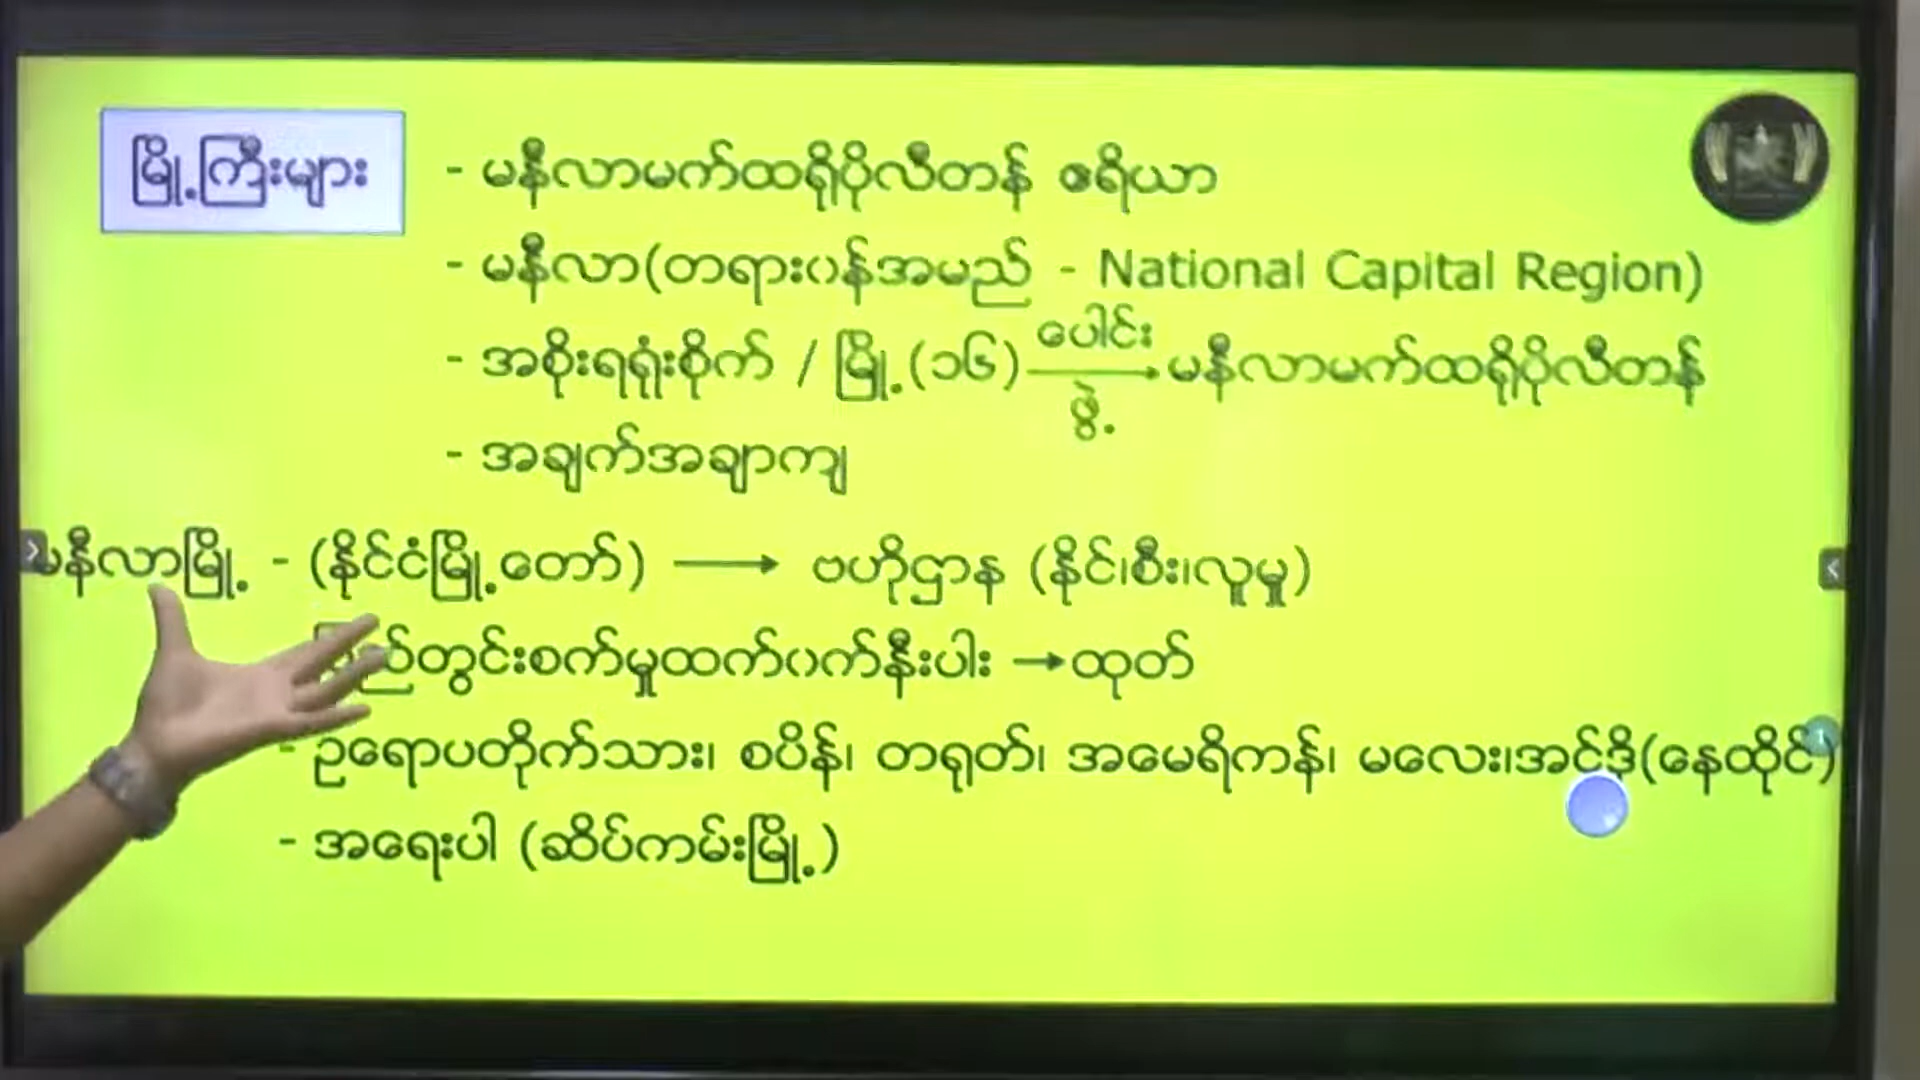 မြို့ကြီးများ
- မနီလာမက်ထရိုပိုလီတန် ဧရိယာ
- မနီလာ(တရားဝန်အမည် - National Capital Region)
- အစိုးရရုံးစိုက် / မြို့(၁၆) ပေါင်း ဖွဲ့ → မနီလာမက်ထရိုပိုလီတန်
- အချက်အချာကျ
မနီလာမြို့ - (နိုင်ငံမြို့တော်) → ဗဟိုဌာန (နိုင်၊စီး၊လူမှု)
ပြည်တွင်းစက်မှုထက်ဝက်နီးပါး → ထုတ်
- ဥရောပတိုက်သား၊ စပိန်၊ တရုတ်၊ အမေရိကန်၊ မလေး၊အင်ဒို(နေထိုင်)
- အရေးပါ (ဆိပ်ကမ်းမြို့)